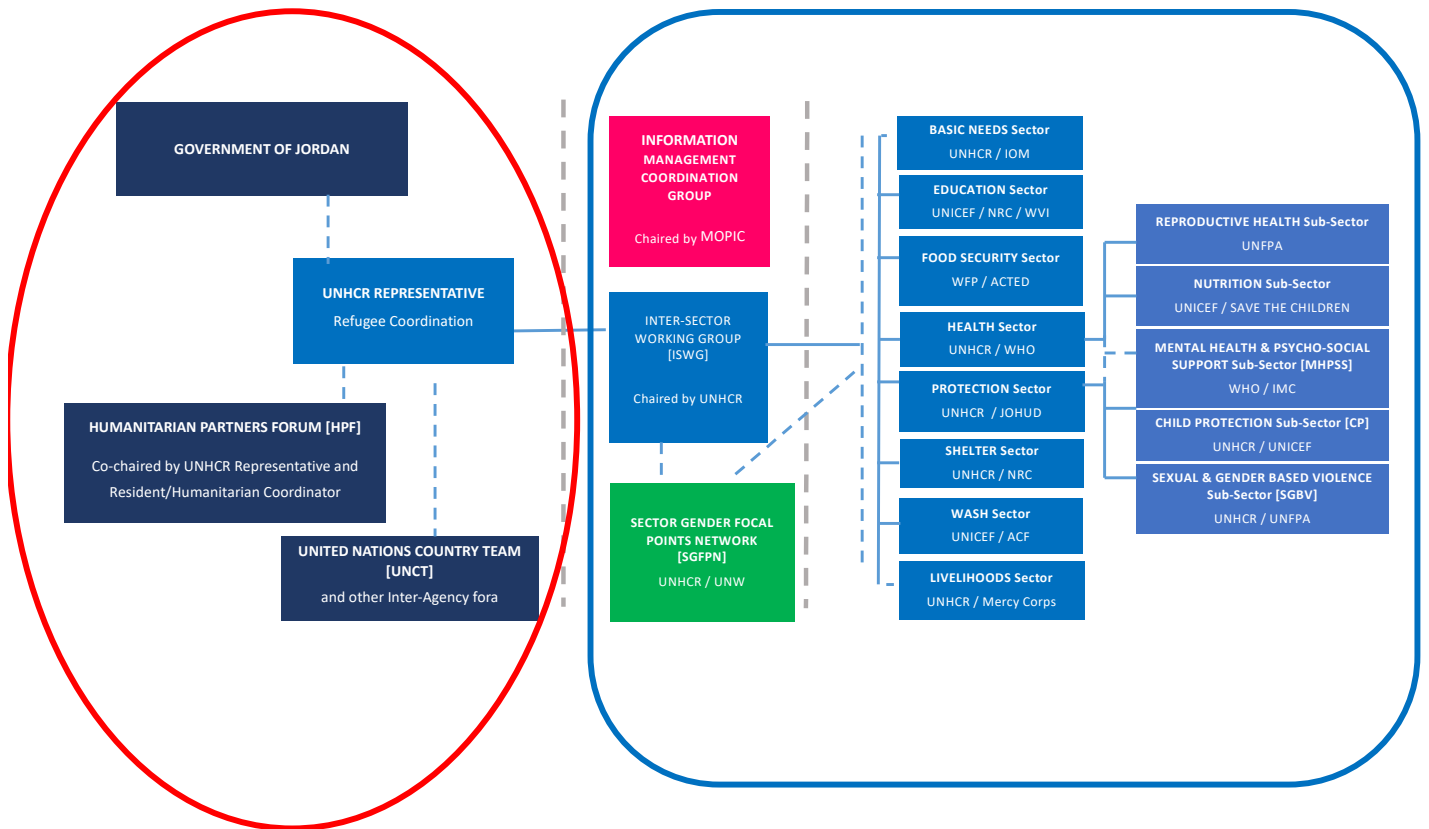 GOVERNMENT OF JORDAN
UNHCR REPRESENTATIVE
Refugee Coordination
HUMANITARIAN PARTNERS FORUM [HPF]
Co-chaired by UNHCR Representative and
Resident/Humanitarian Coordinator
UNITED NATIONS COUNTRY TEAM
[UNCT]
and other Inter-Agency fora
INFORMATION
MANAGEMENT
COORDINATION
GROUP
Chaired by MOPIC
INTER-SECTOR
WORKING GROUP
[ISWG]
Chaired by UNHCR
SECTOR GENDER FOCAL
POINTS NETWORK
[SGFPN]
UNHCR / UNW
BASIC NEEDS Sector
UNHCR / IOM
EDUCATION Sector
UNICEF / NRC / WVI
FOOD SECURITY Sector
WFP / ACTED
HEALTH Sector
UNHCR / WHO
PROTECTION Sector
UNHCR / JOHUD
SHELTER Sector
UNHCR / NRC
WASH Sector
UNICEF / ACF
LIVELIHOODS Sector
UNHCR / Mercy Corps
REPRODUCTIVE HEALTH Sub-Sector
UNFPA
NUTRITION Sub-Sector
UNICEF / SAVE THE CHILDREN
MENTAL HEALTH & PSYCHO-SOCIAL
SUPPORT Sub-Sector [MHPSS]
WHO / IMC
CHILD PROTECTION Sub-Sector [CP]
UNHCR / UNICEF
SEXUAL & GENDER BASED VIOLENCE
Sub-Sector [SGBV]
UNHCR / UNFPA